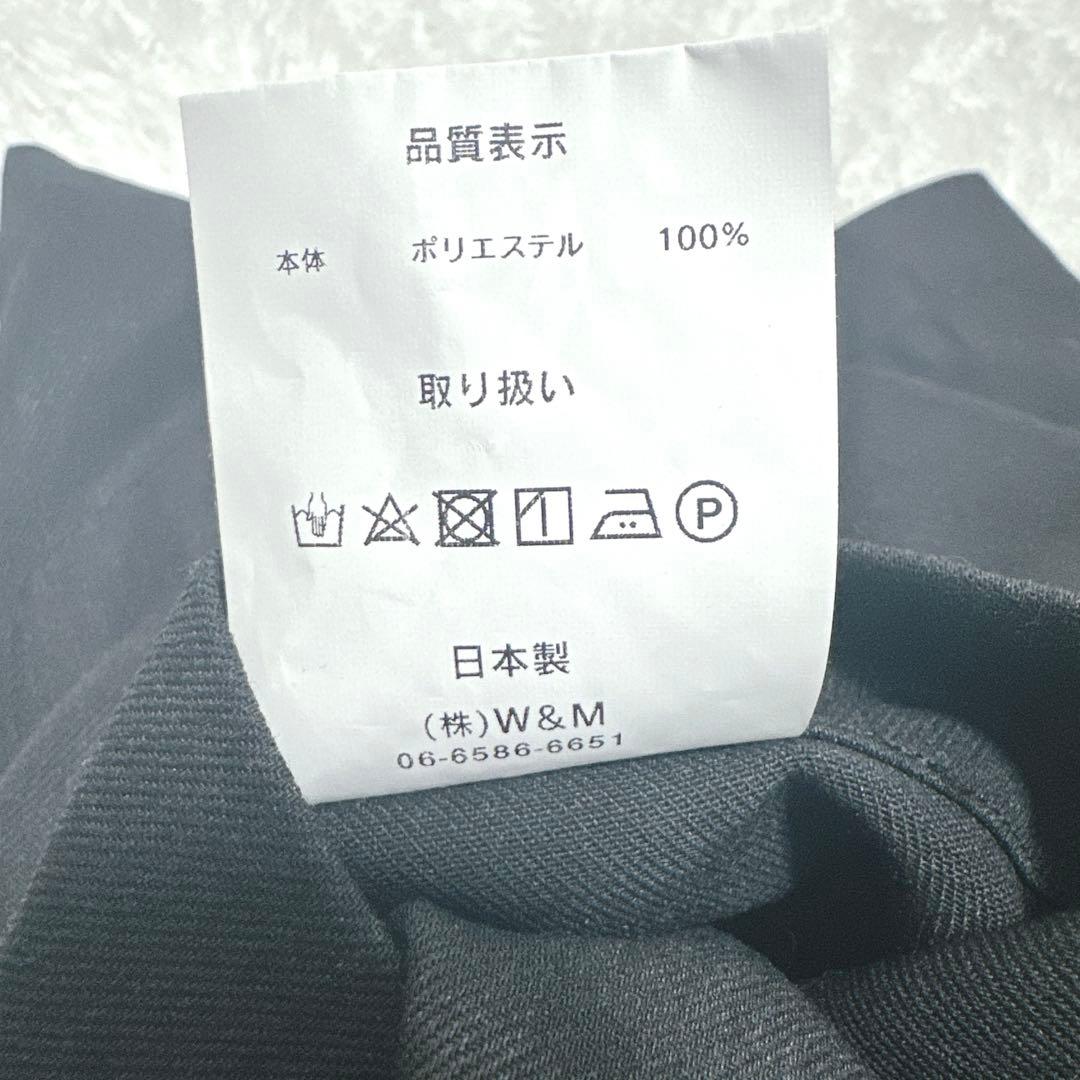 品質表示
本体 ポリエステル 100%
取り扱い
P
日本製
(株)W&M
06-6586-6651